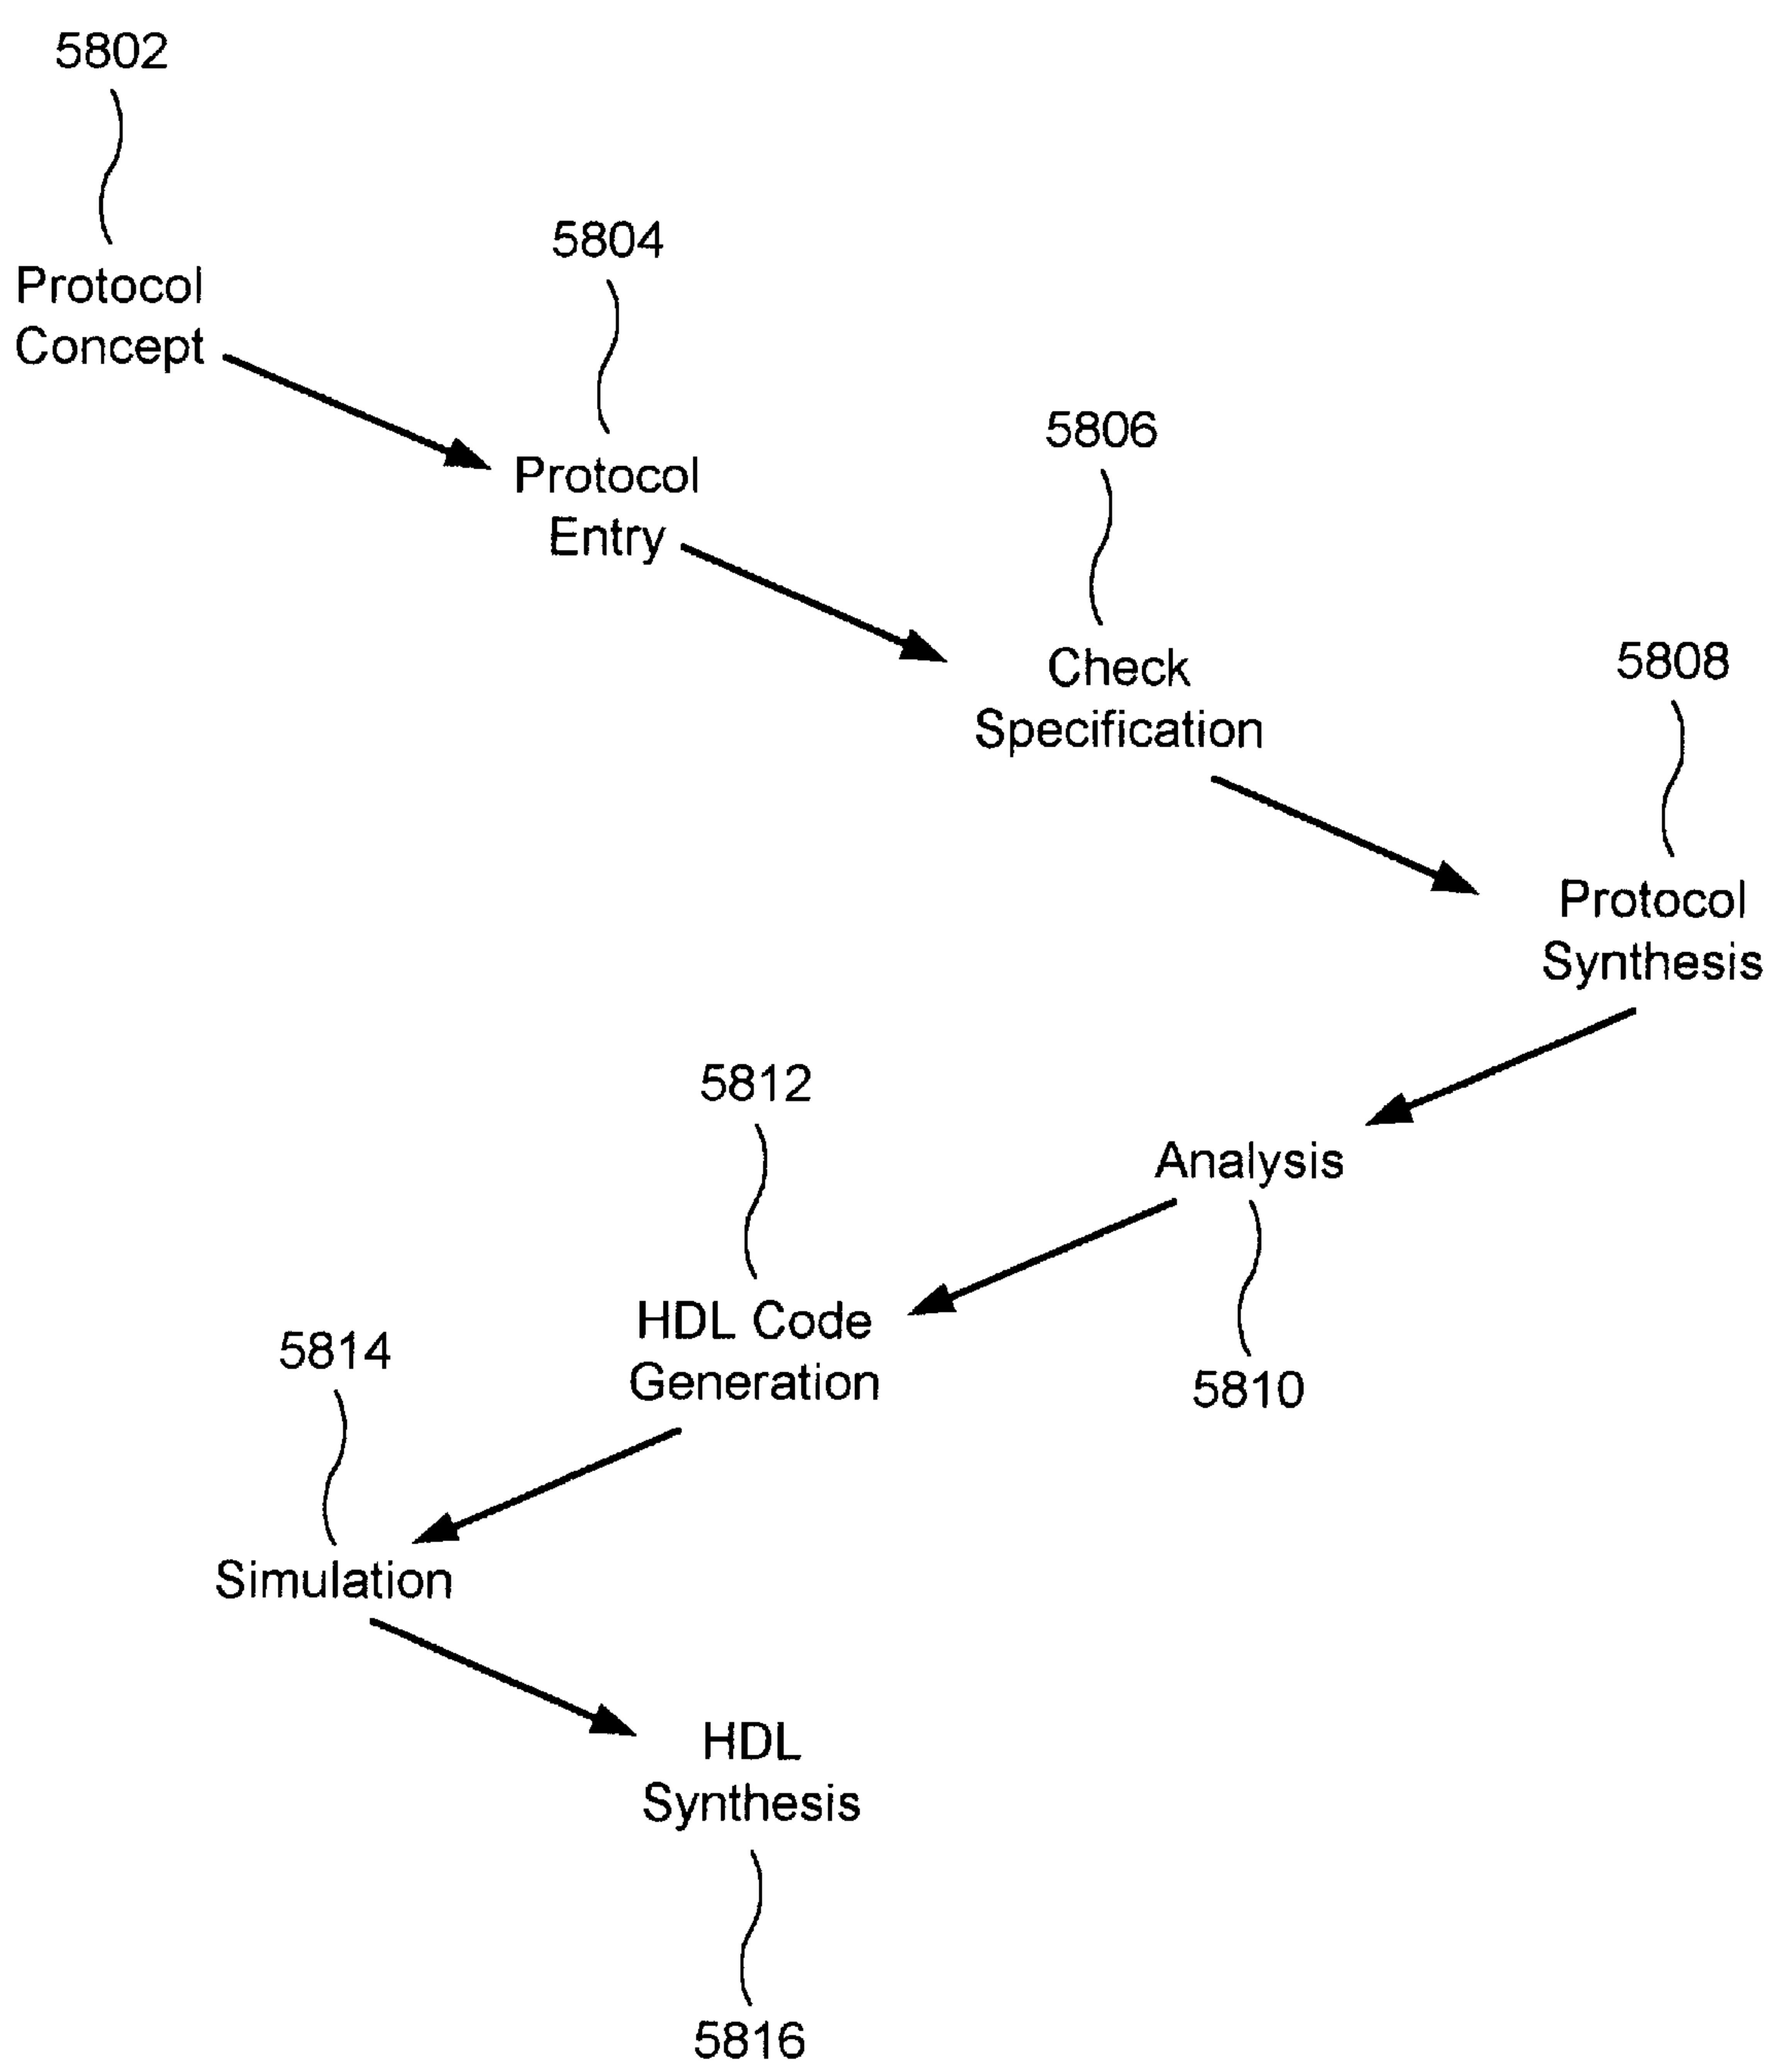 5802
Protocol
Concept
5804
Protocol
Entry
5806
Check
Specification
5808
Protocol
Synthesis
Analysis
5810
5812
HDL Code
Generation
5814
Simulation
HDL
Synthesis
5816